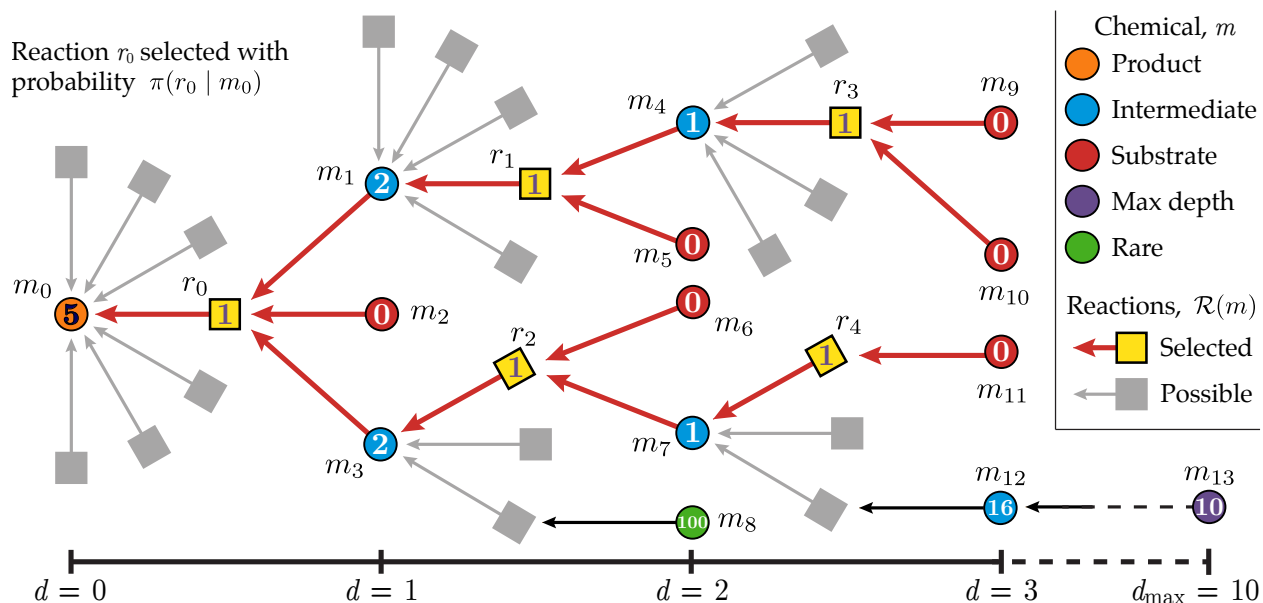 Reaction r₀ selected with
probability π(r₀ | m₀)
m₀
5
r₀
1
m₁
2
m₂
0
m₃
2
r₁
1
r₂
1
m₄
1
m₅
0
m₆
0
m₇
1
m₈
100
r₃
1
r₄
1
m₉
0
m₁₀
0
m₁₁
0
m₁₂
16
m₁₃
10
Chemical, m
Product
Intermediate
Substrate
Max depth
Rare
Reactions, ℛ(m)
Selected
Possible
d = 0
d = 1
d = 2
d = 3
dmax = 10